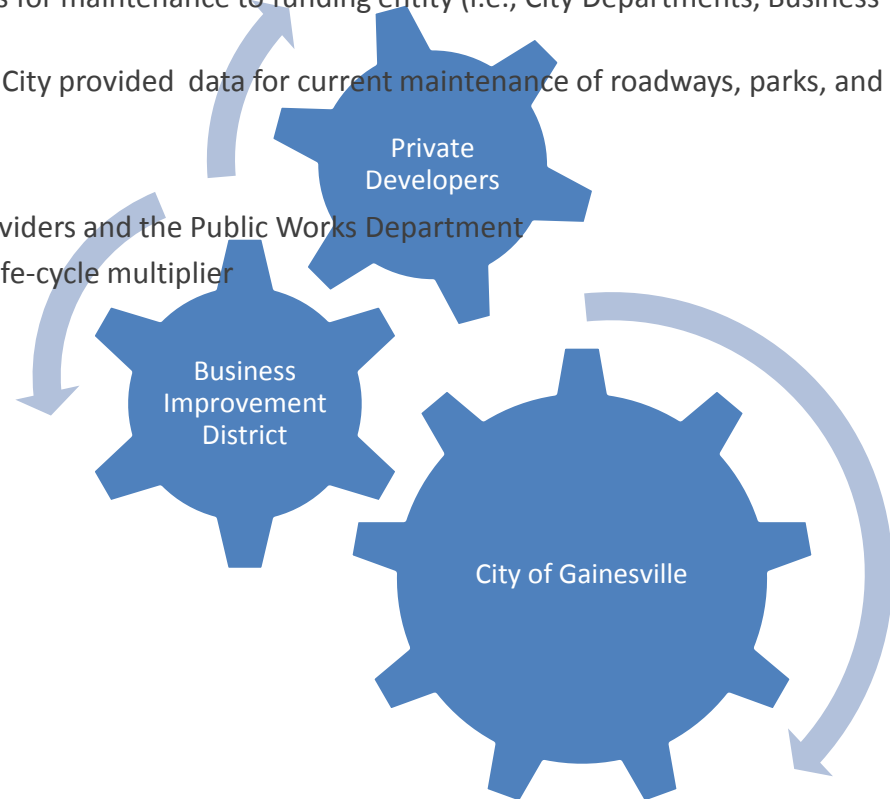 s for maintenance to funding entity (i.e., City Departments, Business
City provided data for current maintenance of roadways, parks, and
Private
Developers
viders and the Public Works Department
fe-cycle multiplier
Business
Improvement
District
City of Gainesville